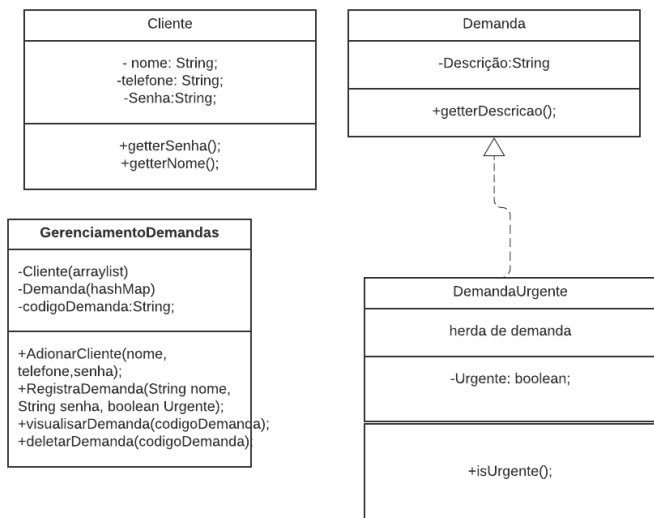 Cliente
- nome: String;
-telefone: String;
-Senha:String;
+getterSenha();
+getterNome();
Demanda
-Descrição:String
+getterDescricao();
GerenciamentoDemandas
-Cliente(arraylist)
-Demanda(hashMap)
-codigoDemanda:String;
+AdionarCliente(nome,
telefone,senha);
+RegistraDemanda(String nome,
String senha, boolean Urgente);
+visualisarDemanda(codigoDemanda);
+deletarDemanda(codigoDemanda);
DemandaUrgente
herda de demanda
-Urgente: boolean;
+isUrgente();